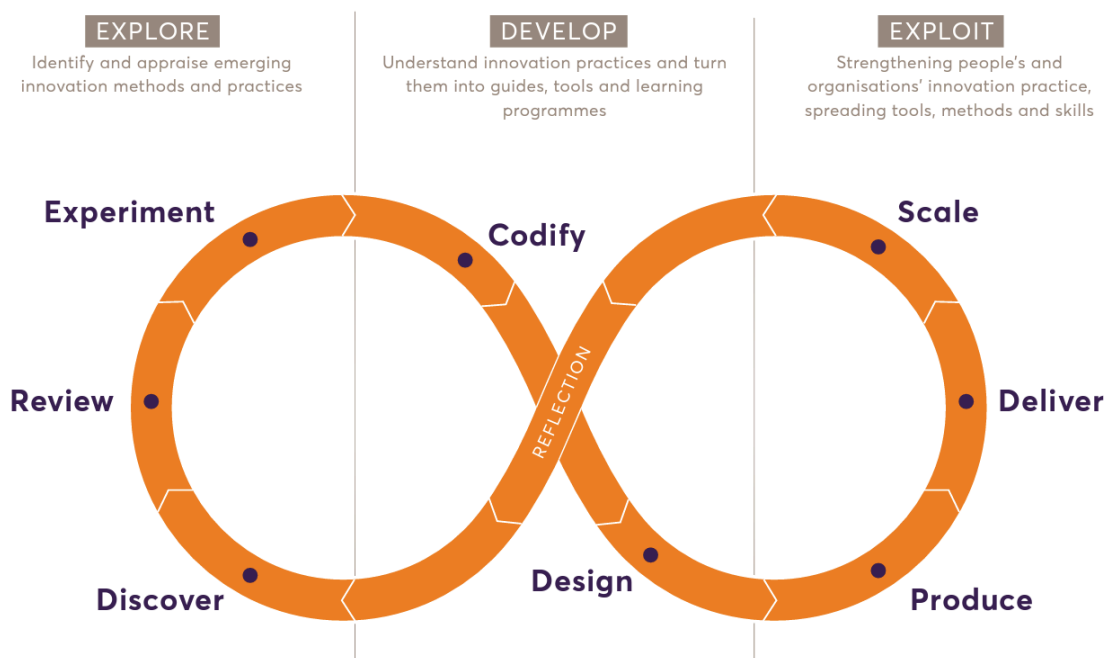 EXPLORE
Identify and appraise emerging
innovation methods and practices
DEVELOP
Understand innovation practices and turn
them into guides, tools and learning
programmes
EXPLOIT
Strengthening people's and
organisations' innovation practice,
spreading tools, methods and skills
Experiment
Codify
Scale
REFLECTION
Review
Deliver
Discover
Design
Produce